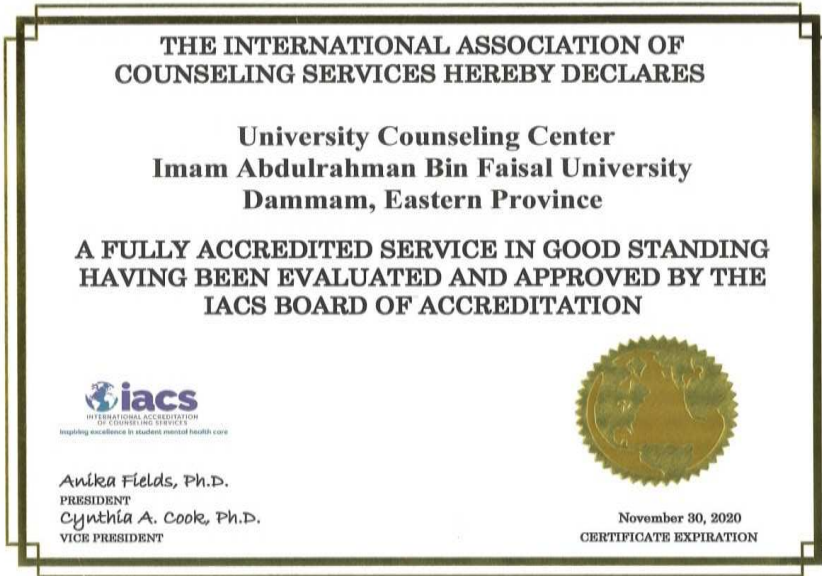 THE INTERNATIONAL ASSOCIATION OF
COUNSELING SERVICES HEREBY DECLARES
University Counseling Center
Imam Abdulrahman Bin Faisal University
Dammam, Eastern Province
A FULLY ACCREDITED SERVICE IN GOOD STANDING
HAVING BEEN EVALUATED AND APPROVED BY THE
IACS BOARD OF ACCREDITATION
iacs
INTERNATIONAL ACCREDITATION
OF COUNSELING SERVICES
inspiring excellence in student mental health care
Anika Fields, Ph.D.
PRESIDENT
Cynthia A. Cook, Ph.D.
VICE PRESIDENT
November 30, 2020
CERTIFICATE EXPIRATION